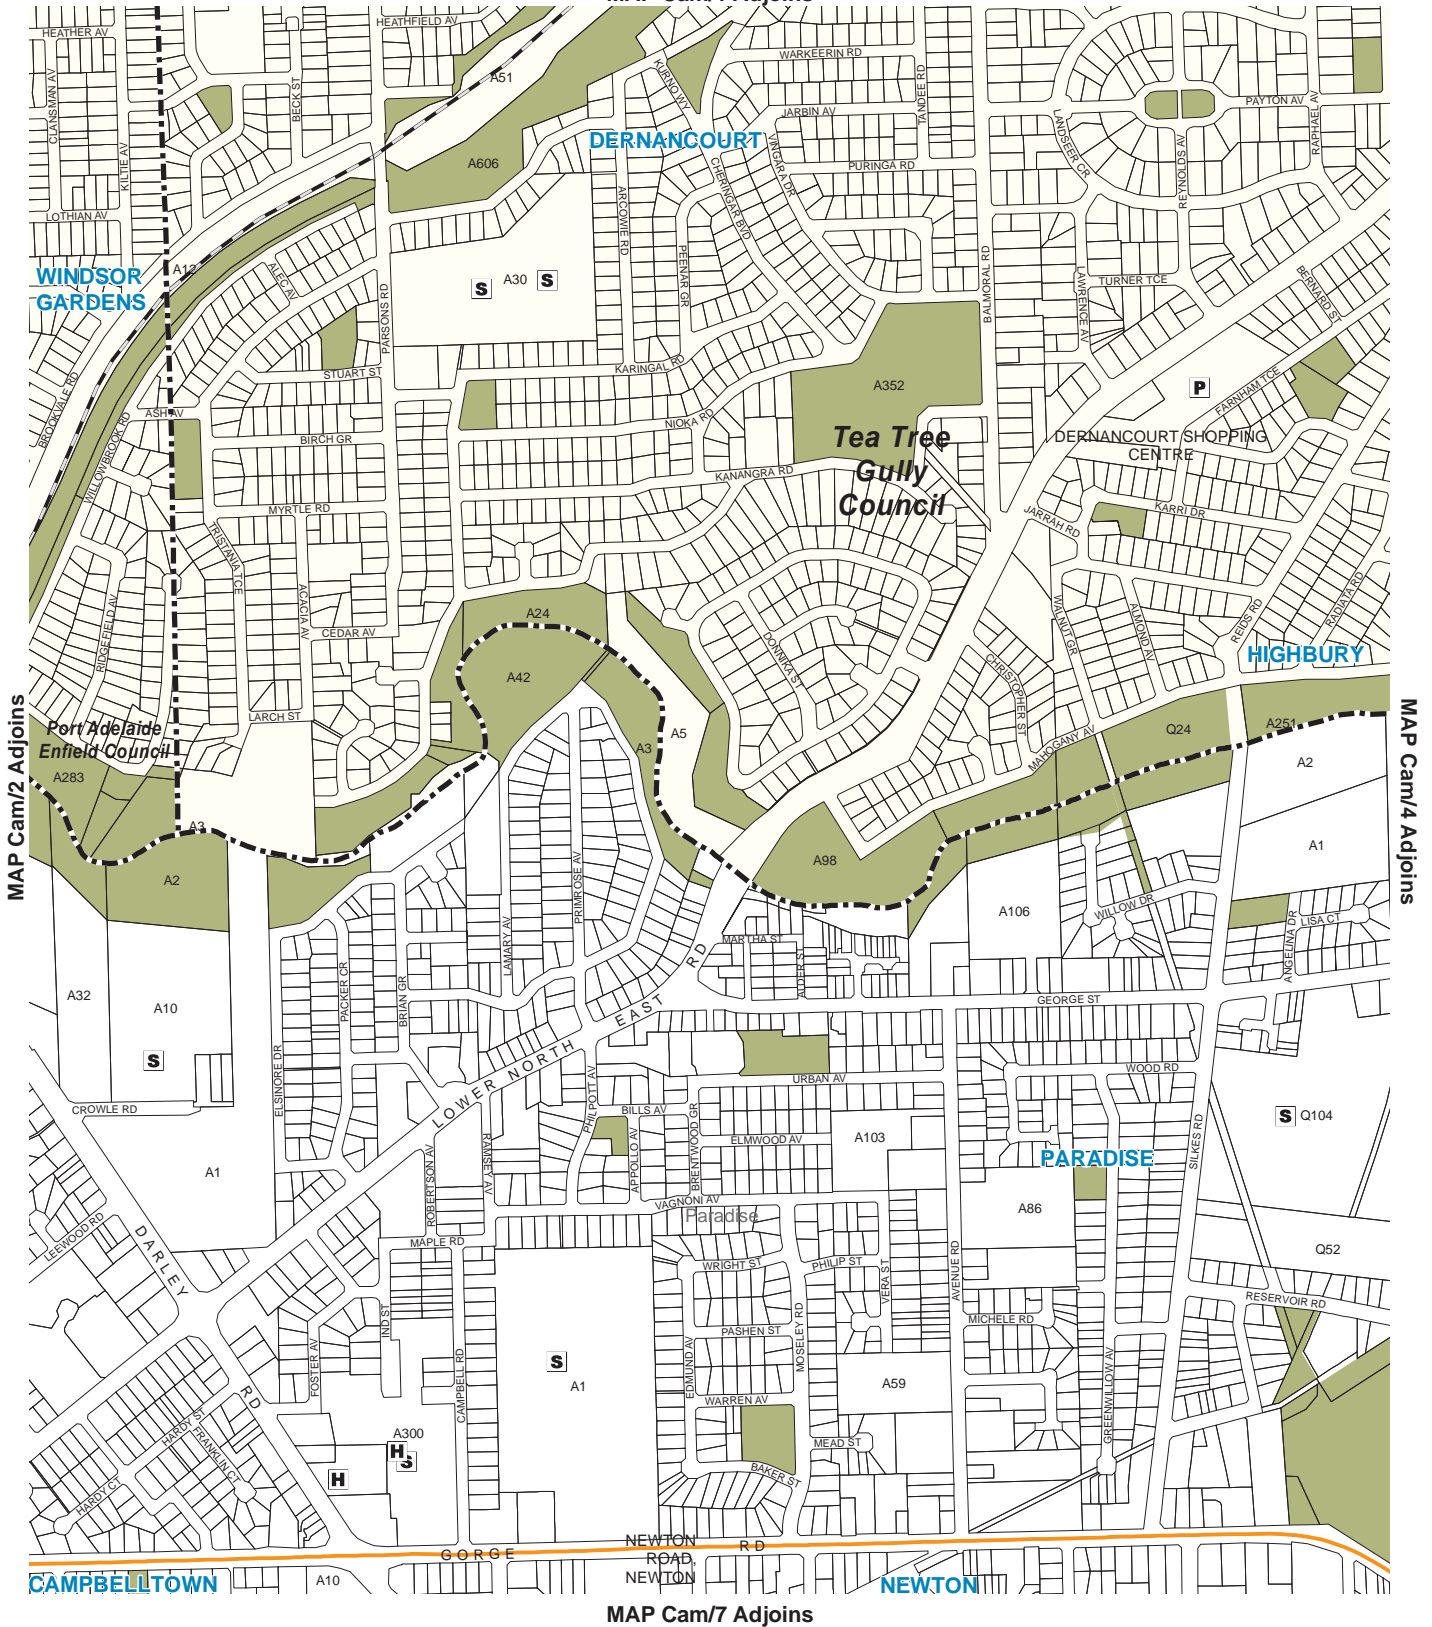 HEATHER AV
HEATHFIELD AV
CLANSMAN AV
BECK ST
A51
KURNO WY
WARKEERIN RD
TANDEE RD
JARBIN AV
PAYTON AV
RAPHAEL AV
LANDSEER CR
REYNOLDS AV
KILTIE AV
DERNANCOURT
A606
VINGARA DR
CHERINGAR BVD
PURINGA RD
LOTHIAN AV
ARCOWIE RD
PEENAR GR
BALMORAL RD
A12
WINDSOR
GARDENS
ALEC AV
A30
S
S
PARSONS RD
LAWRENCE AV
TURNER TCE
BERNARD ST
STUART ST
KARINGAL RD
A352
P
FARNHAM TCE
BROOKVALE RD
ASH AV
BIRCH GR
NIOKA RD
Tea Tree
Gully
Council
DERNANCOURT SHOPPING
CENTRE
WILLOWBROOK RD
KANANGRA RD
MYRTLE RD
JARRAH RD
KARRI DR
TRISTANIA TCE
ACACIA AV
RIDGEFIELD AV
CEDAR AV
A24
DONNIKA ST
WALNUT GR
ALMOND AV
REIDS RD
RADIATA RD
HIGHBURY
A42
CHRISTOPHER ST
LARCH ST
Port Adelaide
Enfield Council
A283
A3
A5
MAHOGANY AV
Q24
A251
A2
MAP Cam/2 Adjoins
MAP Cam/4 Adjoins
A3
A1
A2
A98
PRIMROSE AV
A106
WILLOW DR
LISA CT
ANGELINA DR
LAMARY AV
MARTHA ST
ALDER ST
PACKER CR
BRIAN GR
A32
A10
S
GEORGE ST
LOWER NORTH EAST RD
ELSINORE DR
WOOD RD
URBAN AV
CROWLE RD
PHILPOTT AV
BILLS AV
BRENTWOOD GR
ELMWOOD AV
A103
S
Q104
SILKES RD
PARADISE
A1
ROBERTSON AV
RAMSEY AV
APPOLLO AV
VAGNONI AV
Paradise
A86
LEEWOOD RD
DARLEY RD
MAPLE RD
WRIGHT ST
PHILIP ST
VERA ST
AVENUE RD
Q52
RESERVOIR RD
IND ST
PASHEN ST
MOSELEY RD
MICHELE RD
FOSTER AV
CAMPBELL RD
S
A1
EDMUND AV
A59
GREENWILLOW AV
WARREN AV
HARDY ST
FRANKLIN CT
A300
H
S
H
MEAD ST
BAKER ST
HARDY CT
GORGE RD
NEWTON
ROAD,
NEWTON
CAMPBELLTOWN
A10
NEWTON
MAP Cam/7 Adjoins